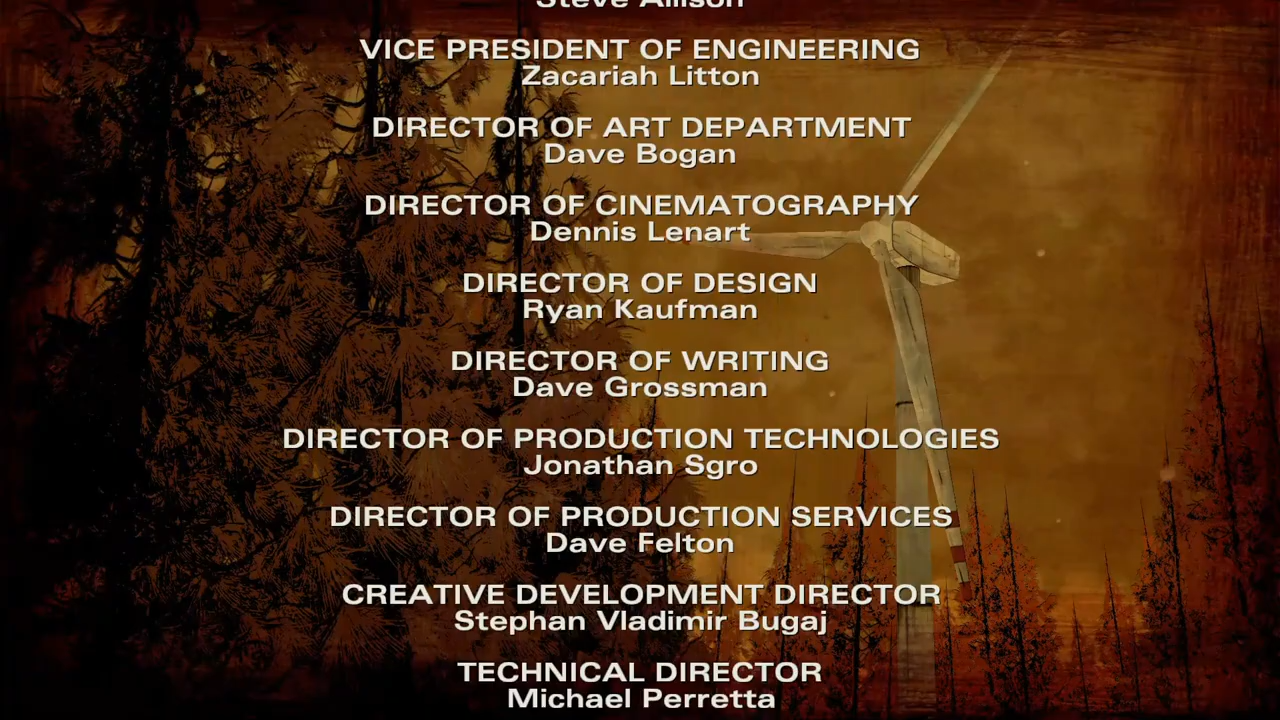 Steve Allison
VICE PRESIDENT OF ENGINEERING
Zacariah Litton
DIRECTOR OF ART DEPARTMENT
Dave Bogan
DIRECTOR OF CINEMATOGRAPHY
Dennis Lenart
DIRECTOR OF DESIGN
Ryan Kaufman
DIRECTOR OF WRITING
Dave Grossman
DIRECTOR OF PRODUCTION TECHNOLOGIES
Jonathan Sgro
DIRECTOR OF PRODUCTION SERVICES
Dave Felton
CREATIVE DEVELOPMENT DIRECTOR
Stephan Vladimir Bugaj
TECHNICAL DIRECTOR
Michael Perretta